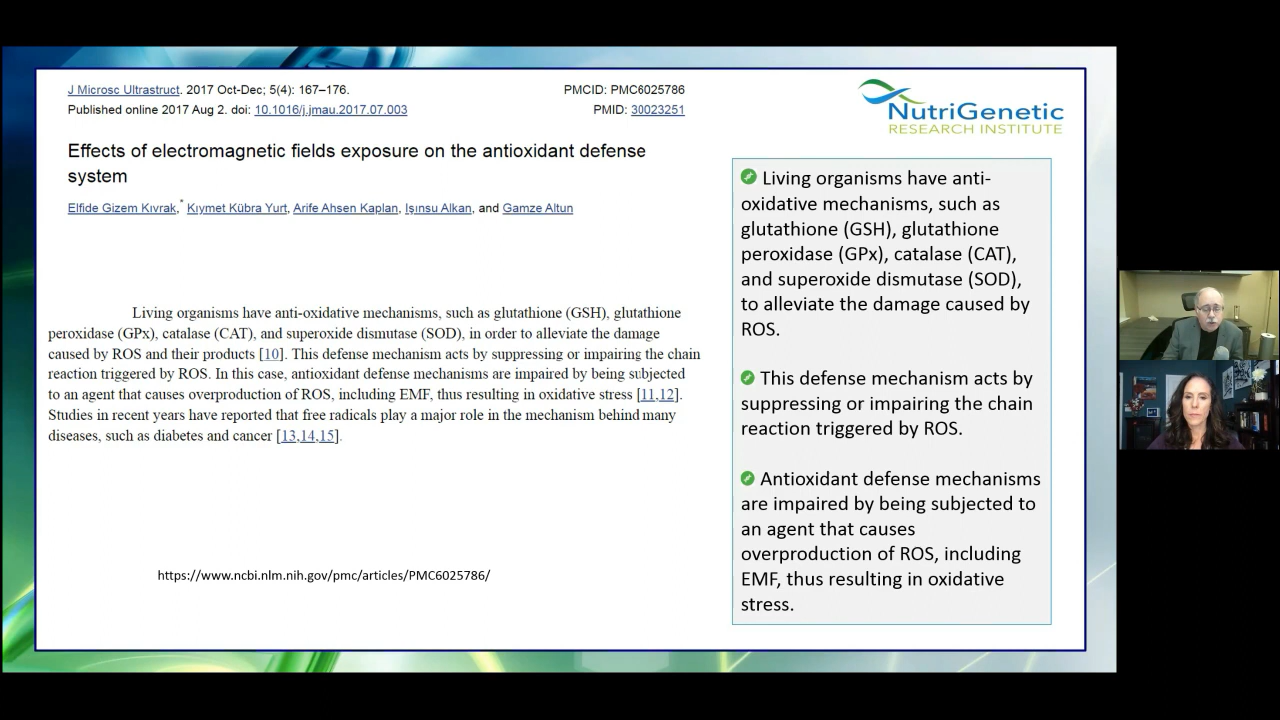 J Microsc Ultrastruct. 2017 Oct-Dec; 5(4): 167–176.
Published online 2017 Aug 2. doi: 10.1016/j.jmau.2017.07.003
PMCID: PMC6025786
PMID: 30023251
Effects of electromagnetic fields exposure on the antioxidant defense
system
Elfide Gizem Kıvrak,* Kıymet Kübra Yurt, Arife Ahsen Kaplan, Işınsu Alkan, and Gamze Altun
Living organisms have anti-oxidative mechanisms, such as glutathione (GSH), glutathione
peroxidase (GPx), catalase (CAT), and superoxide dismutase (SOD), in order to alleviate the damage
caused by ROS and their products [10]. This defense mechanism acts by suppressing or impairing the chain
reaction triggered by ROS. In this case, antioxidant defense mechanisms are impaired by being subjected
to an agent that causes overproduction of ROS, including EMF, thus resulting in oxidative stress [11,12].
Studies in recent years have reported that free radicals play a major role in the mechanism behind many
diseases, such as diabetes and cancer [13,14,15].
https://www.ncbi.nlm.nih.gov/pmc/articles/PMC6025786/
NutriGenetic
RESEARCH INSTITUTE
Living organisms have anti-
oxidative mechanisms, such as
glutathione (GSH), glutathione
peroxidase (GPx), catalase (CAT),
and superoxide dismutase (SOD),
to alleviate the damage caused by
ROS.
This defense mechanism acts by
suppressing or impairing the chain
reaction triggered by ROS.
Antioxidant defense mechanisms
are impaired by being subjected to
an agent that causes
overproduction of ROS, including
EMF, thus resulting in oxidative
stress.